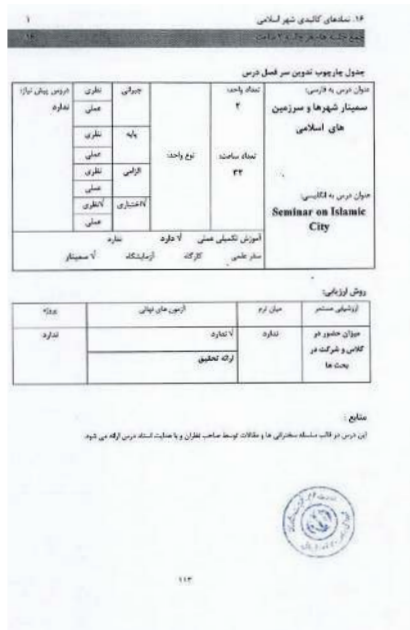 ۱۶. نمادهای کالبدی شهر اسلامی ۱
جدول چارچوب تدوین سر فصل درس
عنوان درس به فارسی:
سمینار شهرها و سرزمین
های اسلامی
عنوان درس به انگلیسی:
Seminar on Islamic
City
تعداد واحد:
۲
تعداد ساعت:
۳۲
نوع واحد:
جبرانی نظری
عملی
پایه نظری
عملی
الزامی نظری
عملی
√اختیاری √نظری
عملی
دروس پیش نیاز:
ندارد
آموزش تکمیلی عملی √ دارد ندارد
سفر علمی کارگاه آزمایشگاه √ سمینار
روش ارزیابی:
ارزشیابی مستمر میان ترم آزمون های نهائی پروژه
میزان حضور در
کلاس و شرکت در
بحث ها
ندارد
√ ندارد
ارائه تحقیق
ندارد
منابع :
این درس در قالب سلسله سخنرانی ها و مقالات توسط صاحب نظران و با هدایت استاد درس ارائه می شود.
۱۱۳